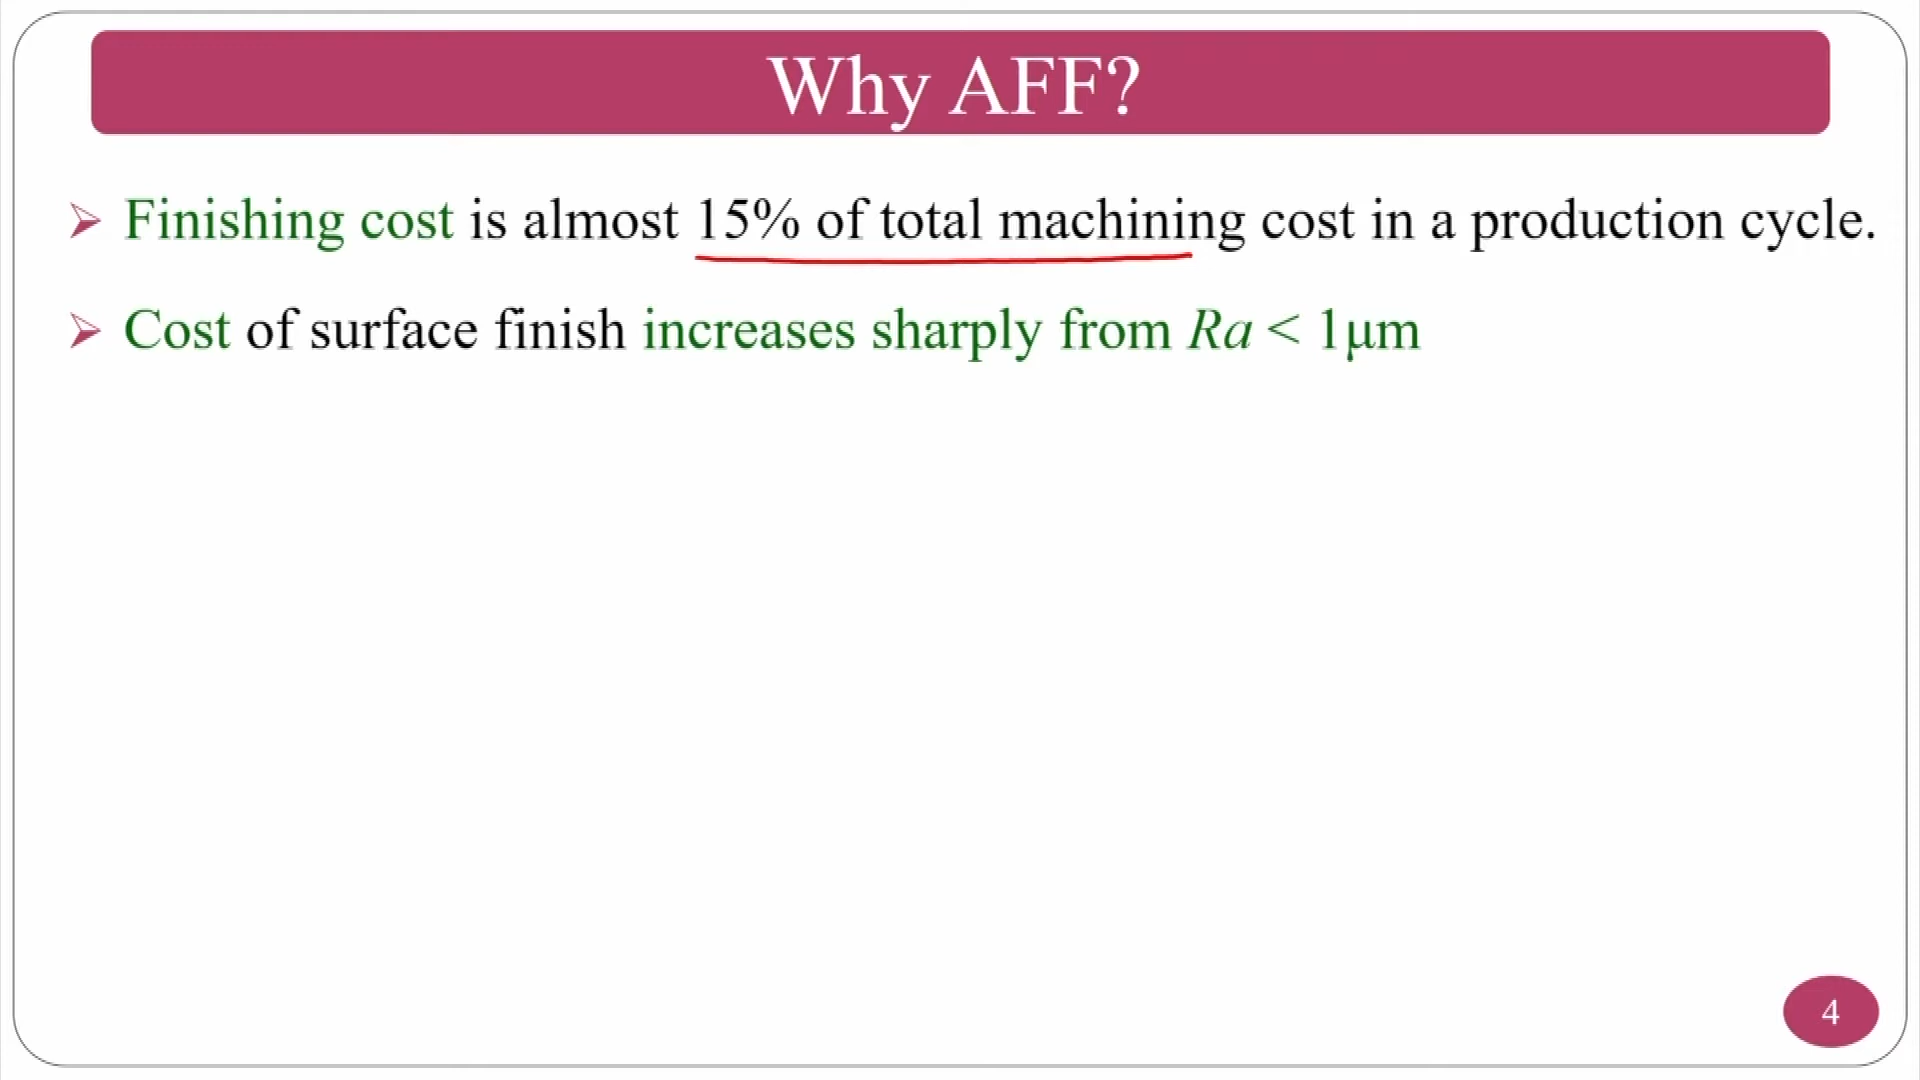 Why AFF?
Finishing cost is almost 15% of total machining cost in a production cycle.
Cost of surface finish increases sharply from Ra < 1μm
4